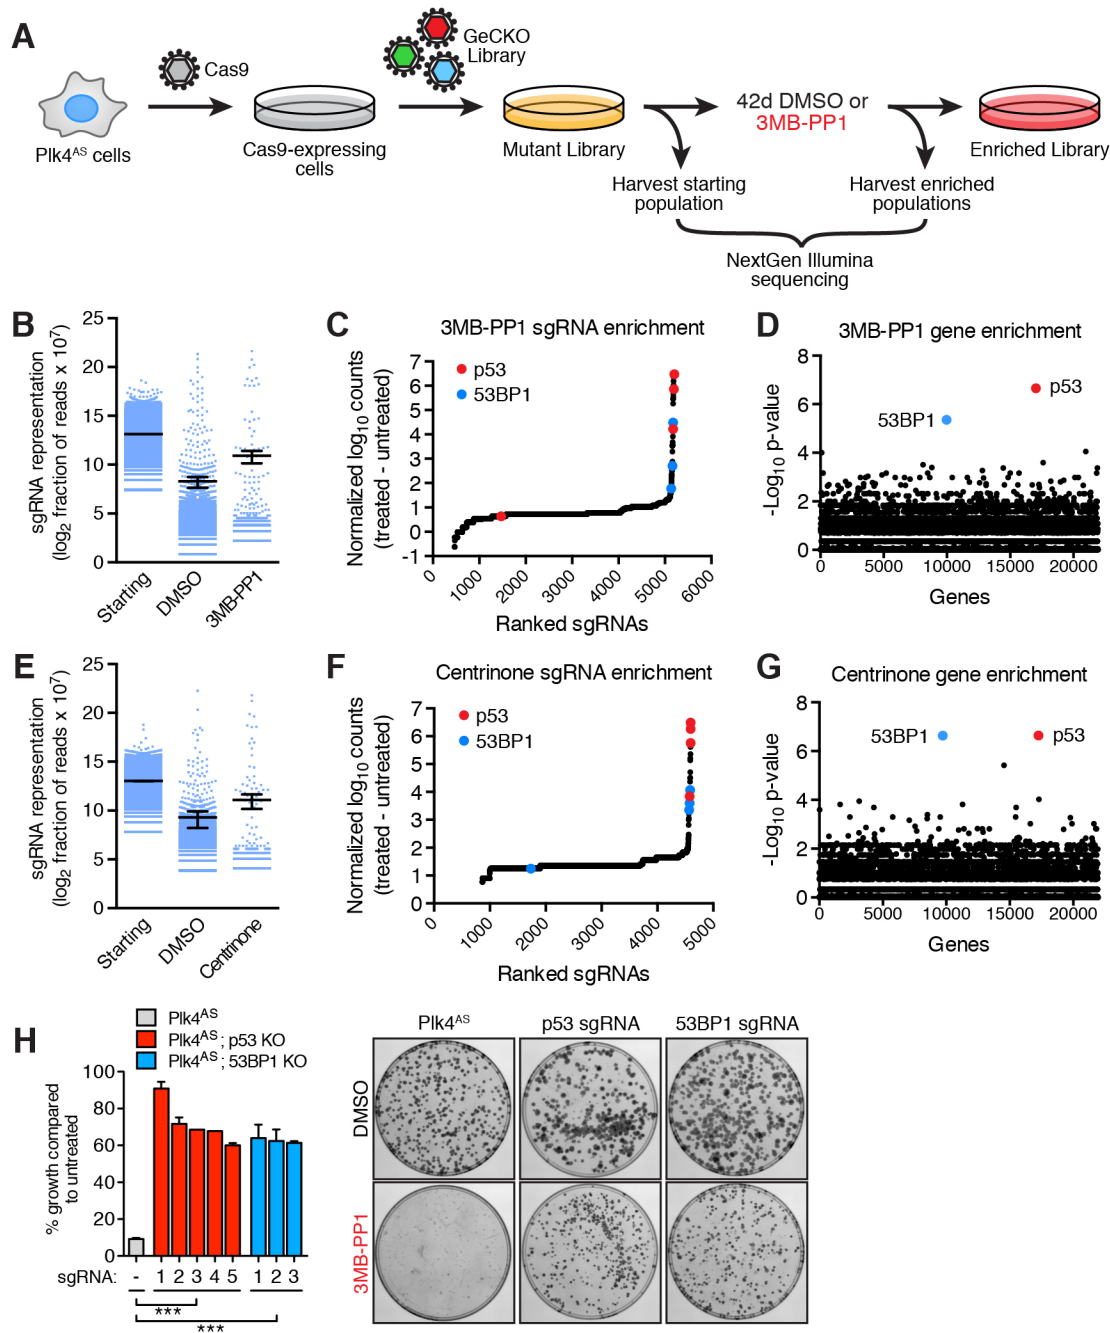 A
Cas9
GeCKO
Library
Plk4AS cells
Cas9-expressing
cells
Mutant Library
42d DMSO or
3MB-PP1
Enriched Library
Harvest starting
population
Harvest enriched
populations
NextGen Illumina
sequencing
B
sgRNA representation
(log2 fraction of reads x 10^7)
25
20
15
10
5
0
Starting
DMSO
3MB-PP1
C
3MB-PP1 sgRNA enrichment
Normalized log10 counts
(treated - untreated)
7
6
5
4
3
2
1
0
-1
p53
53BP1
0
1000
2000
3000
4000
5000
6000
Ranked sgRNAs
D
3MB-PP1 gene enrichment
-Log10 p-value
8
6
4
2
0
53BP1
p53
0
5000
10000
15000
20000
Genes
E
sgRNA representation
(log2 fraction of reads x 10^7)
25
20
15
10
5
0
Starting
DMSO
Centrinone
F
Centrinone sgRNA enrichment
Normalized log10 counts
(treated - untreated)
7
6
5
4
3
2
1
0
p53
53BP1
0
1000
2000
3000
4000
5000
Ranked sgRNAs
G
Centrinone gene enrichment
-Log10 p-value
8
6
4
2
0
53BP1
p53
0
5000
10000
15000
20000
Genes
H
Plk4AS
Plk4AS; p53 KO
Plk4AS; 53BP1 KO
% growth compared
to untreated
100
80
60
40
20
0
sgRNA: - 1 2 3 4 5 1 2 3
***
***
Plk4AS
p53 sgRNA
53BP1 sgRNA
DMSO
3MB-PP1